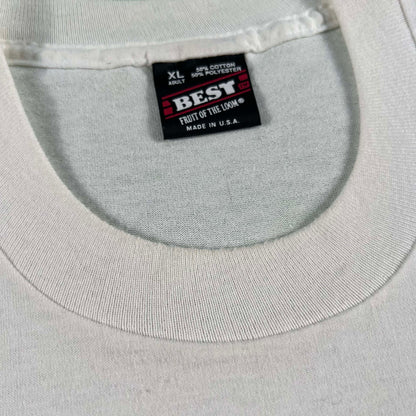 XL
ADULT
50% COTTON
50% POLYESTER
BEST
FRUIT OF THE LOOM®
MADE IN U.S.A.